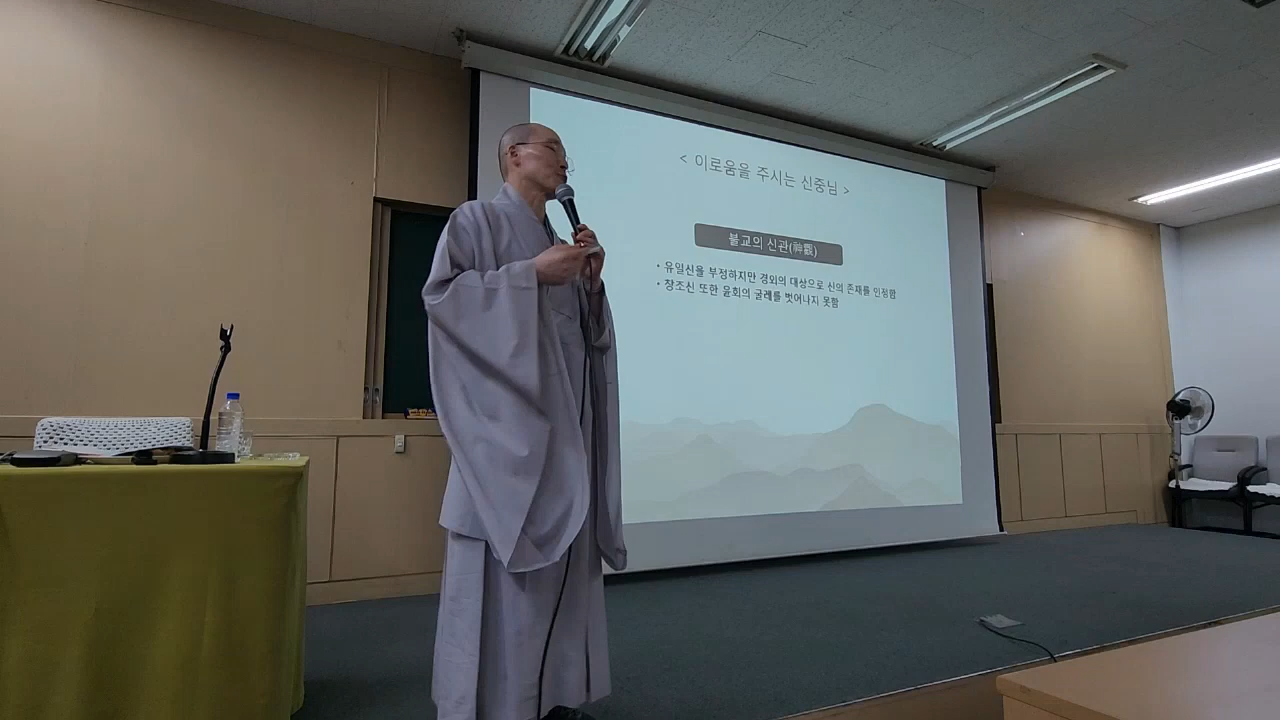 < 이로움을 주시는 신중님 >
불교의 신관(神觀)
• 유일신을 부정하지만 경외의 대상으로 신의 존재를 인정함
• 창조신 또한 윤회의 굴레를 벗어나지 못함